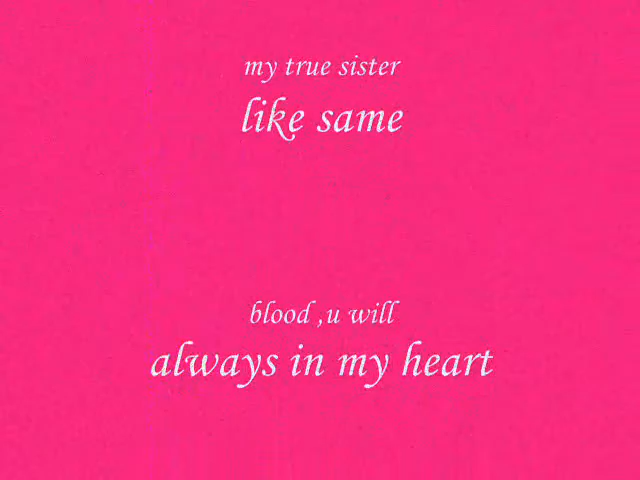 my true sister
like same
blood ,u will
always in my heart